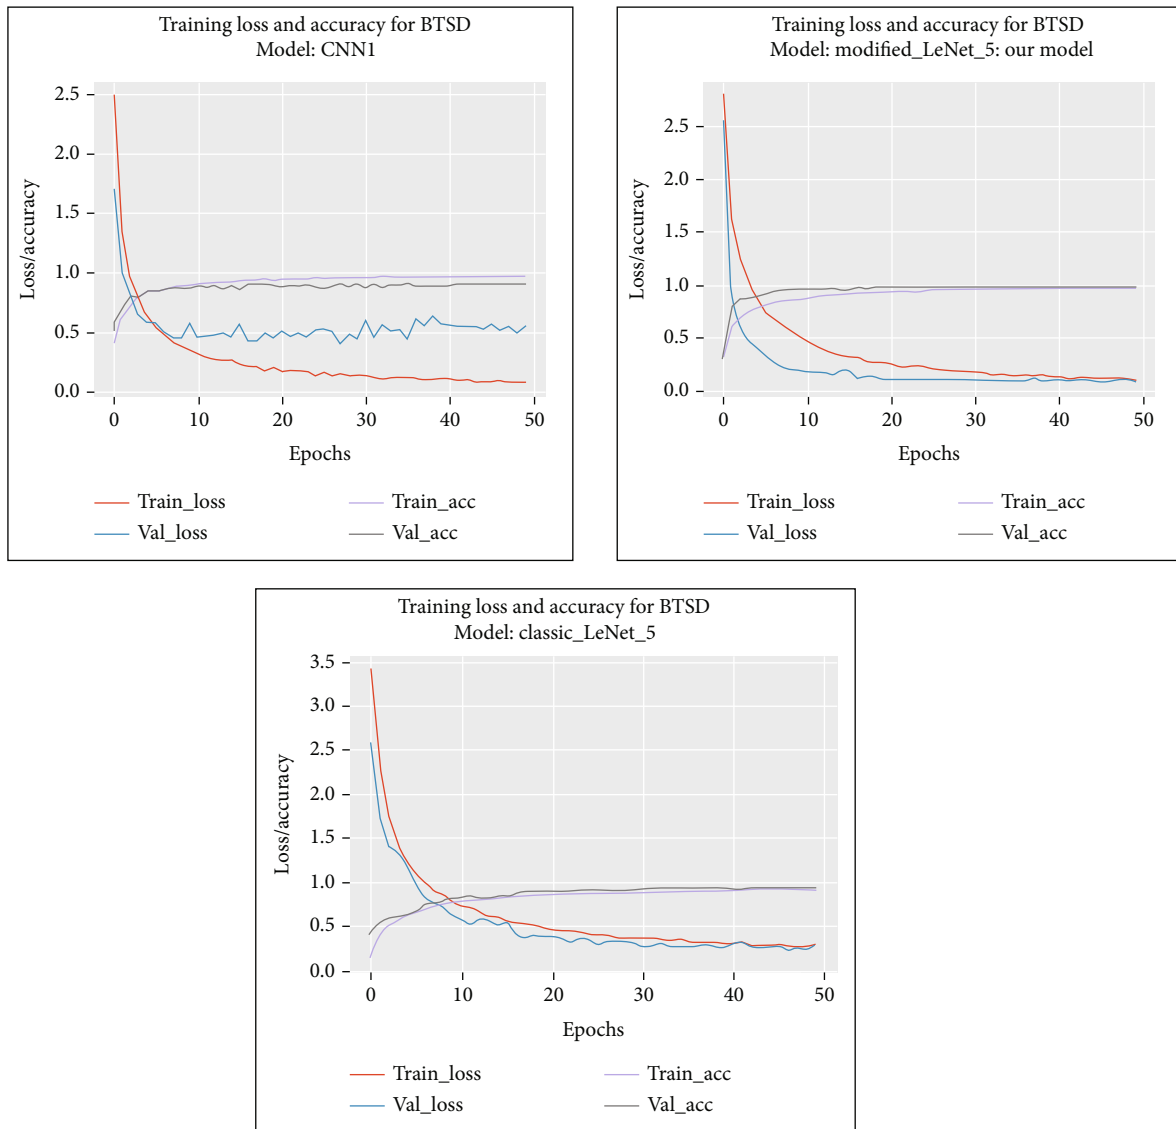 Training loss and accuracy for BTSD
Model: CNN1
Loss/accuracy
2.5
2.0
1.5
1.0
0.5
0.0
0 10 20 30 40 50
Epochs
Train_loss Train_acc
Val_loss Val_acc
Training loss and accuracy for BTSD
Model: modified_LeNet_5: our model
Loss/accuracy
2.5
2.0
1.5
1.0
0.5
0.0
0 10 20 30 40 50
Epochs
Train_loss Train_acc
Val_loss Val_acc
Training loss and accuracy for BTSD
Model: classic_LeNet_5
Loss/accuracy
3.5
3.0
2.5
2.0
1.5
1.0
0.5
0.0
0 10 20 30 40 50
Epochs
Train_loss Train_acc
Val_loss Val_acc